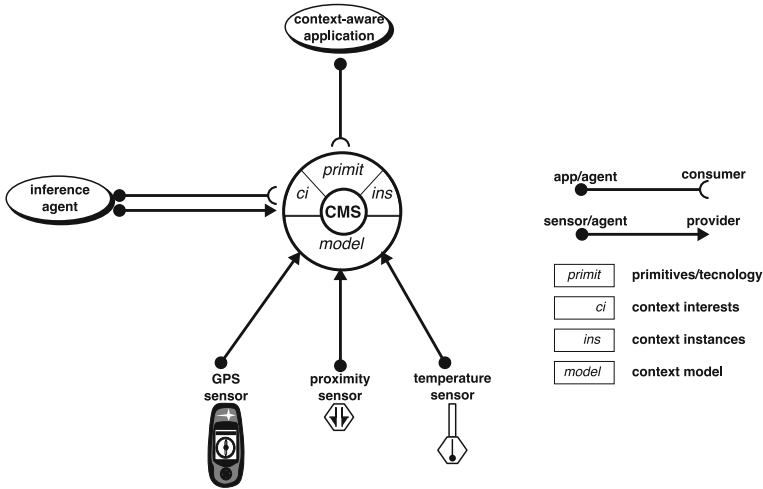 context-aware
application
inference
agent
primit
ci
ins
CMS
model
GPS
sensor
proximity
sensor
temperature
sensor
app/agent
consumer
sensor/agent
provider
primit
primitives/tecnology
ci
context interests
ins
context instances
model
context model